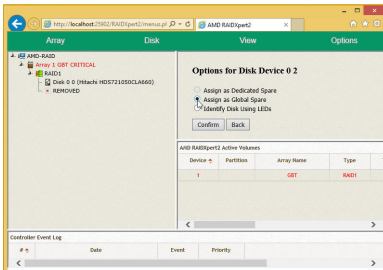 http://localhost:25902/RAIDXpert2/menus.pl
AMD RAIDXpert2
Array Disk View Options
AMD-RAID
Array 1 GBT CRITICAL
RAID1
Disk 0 0 (Hitachi HDS721050CLA660)
REMOVED
Options for Disk Device 0 2
Assign as Dedicated Spare
Assign as Global Spare
Identify Disk Using LEDs
Confirm Back
AMD RAIDXpert2 Active Volumes
Device Partition Array Name Type
1 GBT RAID1
Controller Event Log
# Date Event Priority